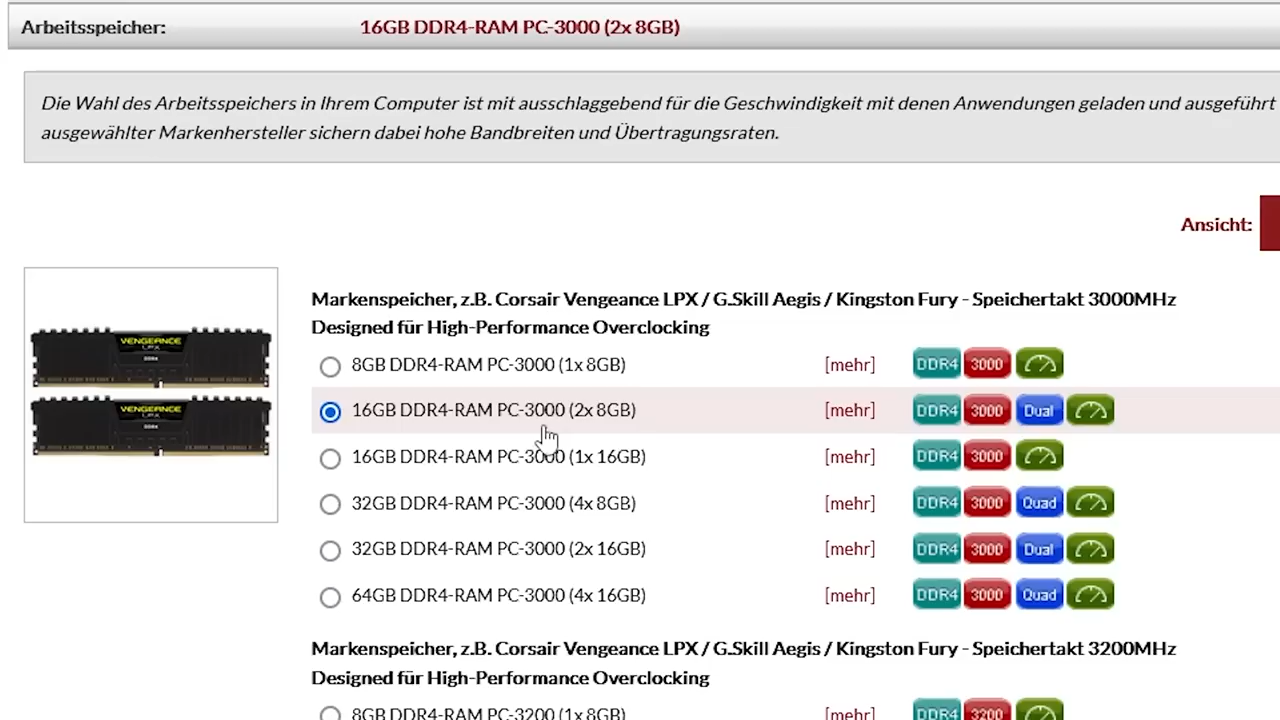 Arbeitsspeicher: 16GB DDR4-RAM PC-3000 (2x 8GB)
Die Wahl des Arbeitsspeichers in Ihrem Computer ist mit ausschlaggebend für die Geschwindigkeit mit denen Anwendungen geladen und ausgeführt
ausgewählter Markenhersteller sichern dabei hohe Bandbreiten und Übertragungsraten.
Ansicht:
VENGEANCE
LPX
DDR4
VENGEANCE
LPX
DDR4
Markenspeicher, z.B. Corsair Vengeance LPX / G.Skill Aegis / Kingston Fury - Speichertakt 3000MHz
Designed für High-Performance Overclocking
8GB DDR4-RAM PC-3000 (1x 8GB) [mehr] DDR4 3000
16GB DDR4-RAM PC-3000 (2x 8GB) [mehr] DDR4 3000 Dual
16GB DDR4-RAM PC-3000 (1x 16GB) [mehr] DDR4 3000
32GB DDR4-RAM PC-3000 (4x 8GB) [mehr] DDR4 3000 Quad
32GB DDR4-RAM PC-3000 (2x 16GB) [mehr] DDR4 3000 Dual
64GB DDR4-RAM PC-3000 (4x 16GB) [mehr] DDR4 3000 Quad
Markenspeicher, z.B. Corsair Vengeance LPX / G.Skill Aegis / Kingston Fury - Speichertakt 3200MHz
Designed für High-Performance Overclocking
8GB DDR4-RAM PC-3200 (1x 8GB) [mehr] DDR4 3200